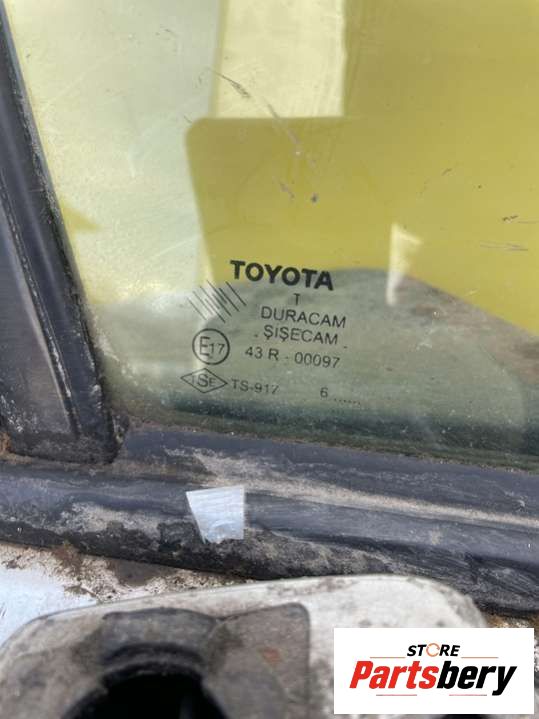 TOYOTA
T
DURACAM
. ŞİŞECAM .
E17 43 R - 00097
TSE TS-917 6......
STORE
Partsbery